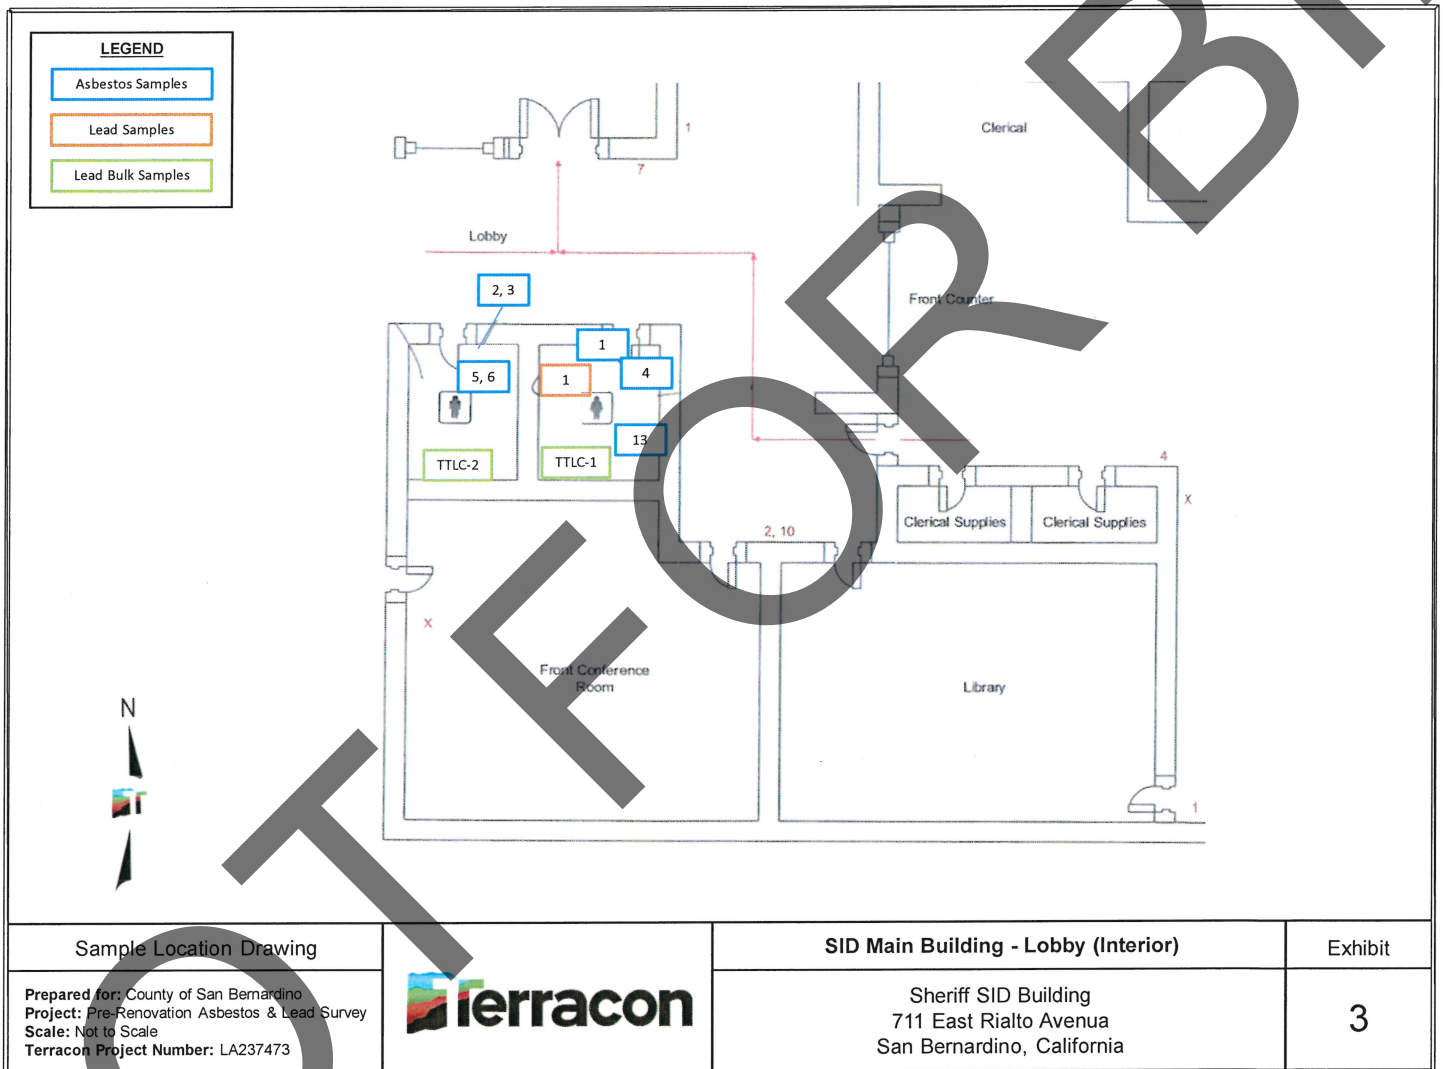 LEGEND
Asbestos Samples
Lead Samples
Lead Bulk Samples
Clerical
1
7
Lobby
2, 3
Front Counter
1
5, 6
1
4
13
TTLC-2
TTLC-1
4
X
Clerical Supplies
Clerical Supplies
2, 10
X
Front Conference
Room
Library
N
1
Sample Location Drawing
Prepared for: County of San Bernardino
Project: Pre-Renovation Asbestos & Lead Survey
Scale: Not to Scale
Terracon Project Number: LA237473
Terracon
SID Main Building - Lobby (Interior)
Sheriff SID Building
711 East Rialto Avenua
San Bernardino, California
Exhibit
3
OT FOR B